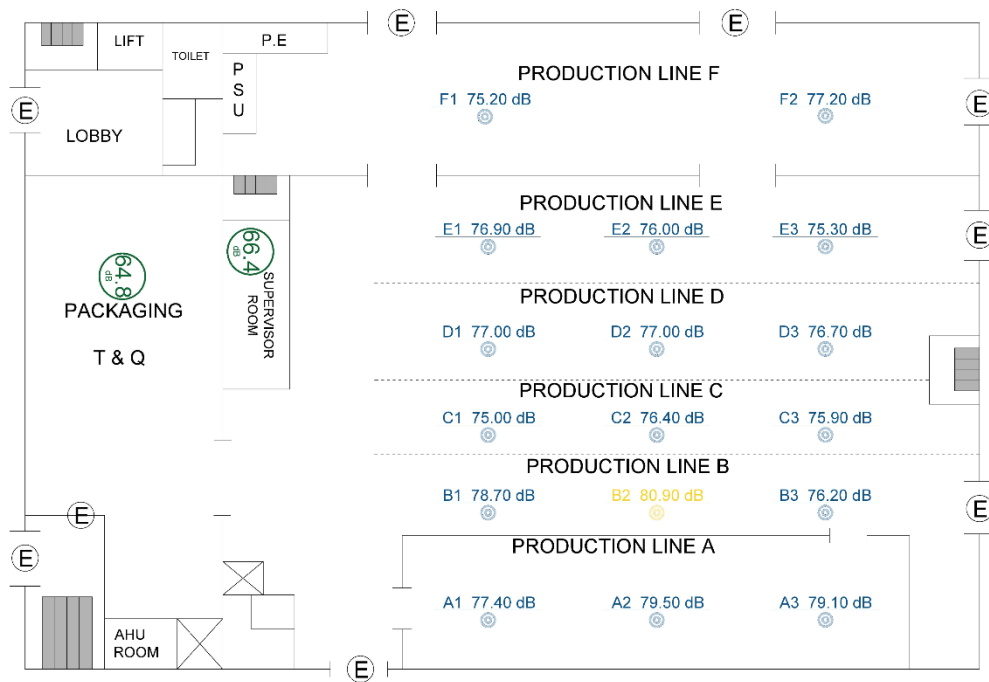 E
E
LIFT
TOILET
P.E
PSU
PRODUCTION LINE F
F1 75.20 dB
F2 77.20 dB
E
E
LOBBY
PRODUCTION LINE E
E1 76.90 dB
E2 76.00 dB
E3 75.30 dB
E
66.4
dB
SUPERVISOR
ROOM
64.8
dB
PACKAGING
T & Q
PRODUCTION LINE D
D1 77.00 dB
D2 77.00 dB
D3 76.70 dB
PRODUCTION LINE C
C1 75.00 dB
C2 76.40 dB
C3 75.90 dB
PRODUCTION LINE B
B1 78.70 dB
B2 80.90 dB
B3 76.20 dB
E
E
E
PRODUCTION LINE A
A1 77.40 dB
A2 79.50 dB
A3 79.10 dB
AHU
ROOM
E